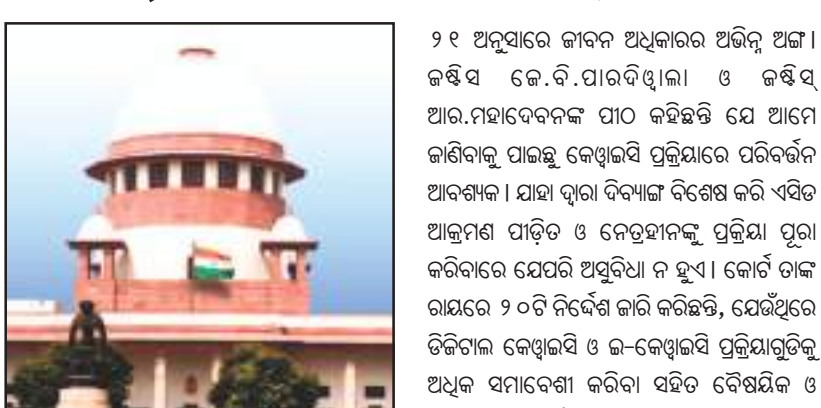 ୨୧ ଅନୁସାରେ ଜୀବନ ଅଧିକାରର ଅଭିନ୍ନ ଅଙ୍ଗ।
ଜଷ୍ଟିସ ଜେ.ବି.ପାରଦିଓ୍ଵାଲା ଓ ଜଷ୍ଟିସ୍
ଆର.ମହାଦେବନଙ୍କ ପୀଠ କହିଛନ୍ତି ଯେ ଆମେ
ଜାଣିବାକୁ ପାଇଛୁ କେଓ୍ଵାଇସି ପ୍ରକ୍ରିୟାରେ ପରିବର୍ତ୍ତନ
ଆବଶ୍ୟକ। ଯାହା ଦ୍ୱାରା ଦିବ୍ୟାଙ୍ଗ ବିଶେଷ କରି ଏସିଡ
ଆକ୍ରମଣ ପୀଡ଼ିତ ଓ ନେତ୍ରହୀନଙ୍କୁ ପ୍ରକ୍ରିୟା ପୂରା
କରିବାରେ ଯେପରି ଅସୁବିଧା ନ ହୁଏ। କୋର୍ଟ ତାଙ୍କ
ରାୟରେ ୨୦ଟି ନିର୍ଦ୍ଦେଶ ଜାରି କରିଛନ୍ତି, ଯେଉଁଥିରେ
ଡିଜିଟାଲ କେଓ୍ଵାଇସି ଓ ଇ-କେଓ୍ଵାଇସି ପ୍ରକ୍ରିୟାଗୁଡିକୁ
ଅଧିକ ସମାବେଶୀ କରିବା ସହିତ ବୈଷୟିକ ଓ